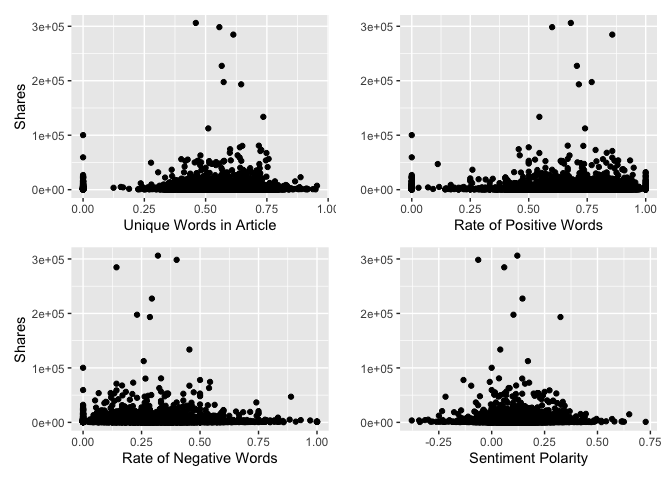 3e+05
2e+05
1e+05
0e+00
Shares
0.00 0.25 0.50 0.75 1.00
Unique Words in Article
3e+05
2e+05
1e+05
0e+00
0.00 0.25 0.50 0.75 1.00
Rate of Positive Words
3e+05
2e+05
1e+05
0e+00
Shares
0.00 0.25 0.50 0.75 1.00
Rate of Negative Words
3e+05
2e+05
1e+05
0e+00
-0.25 0.00 0.25 0.50 0.75
Sentiment Polarity